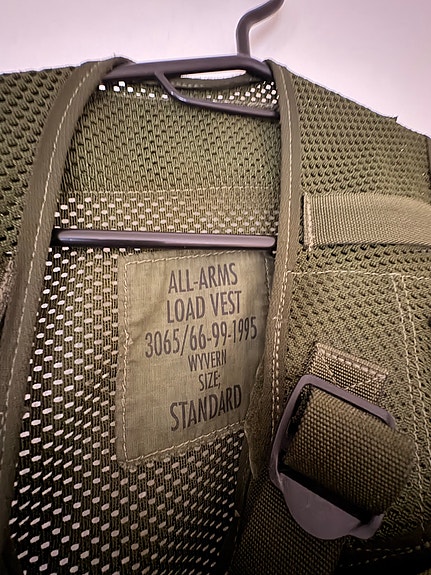 ALL-ARMS
LOAD VEST
3065/66-99-1995
WYVERN
SIZE;
STANDARD